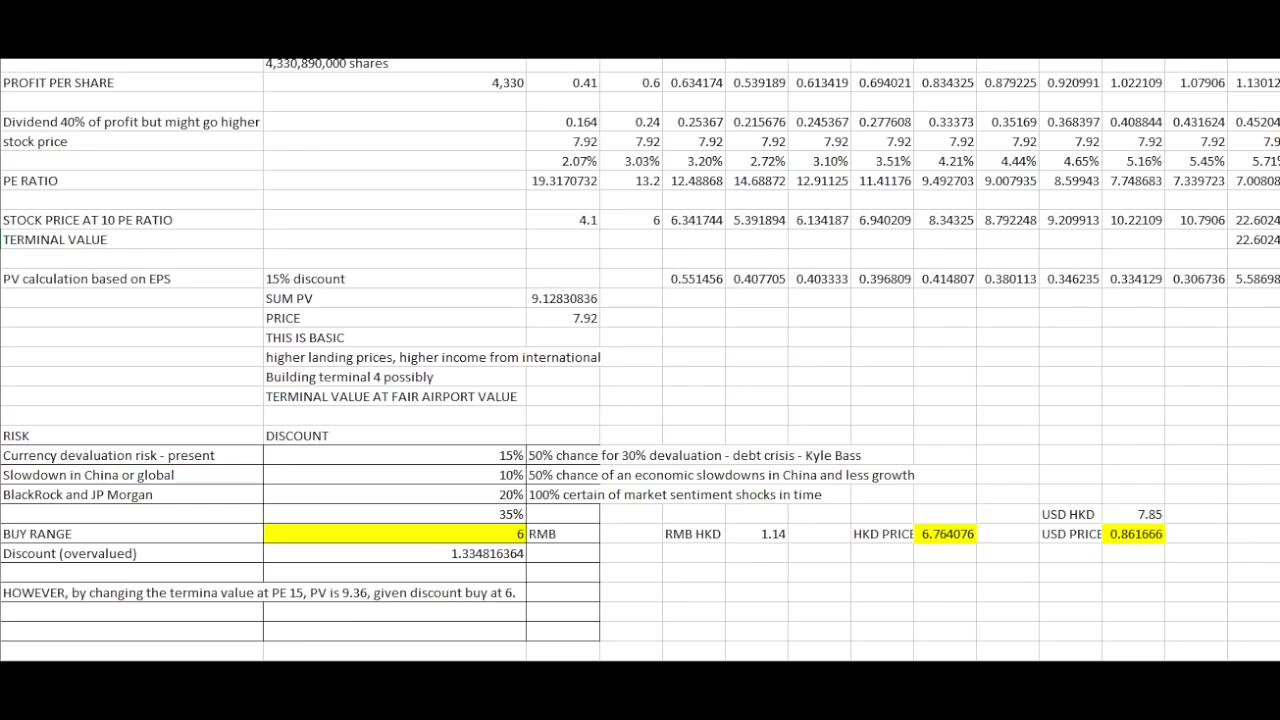 4,330,890,000 shares
PROFIT PER SHARE 4,330 0.41 0.6 0.634174 0.539189 0.613419 0.694021 0.834325 0.879225 0.920991 1.022109 1.07906 1.13012
Dividend 40% of profit but might go higher 0.164 0.24 0.25367 0.215676 0.245367 0.277608 0.33373 0.35169 0.368397 0.408844 0.431624 0.45204
stock price 7.92 7.92 7.92 7.92 7.92 7.92 7.92 7.92 7.92 7.92 7.92 7.9
2.07% 3.03% 3.20% 2.72% 3.10% 3.51% 4.21% 4.44% 4.65% 5.16% 5.45% 5.71%
PE RATIO 19.3170732 13.2 12.48868 14.68872 12.91125 11.41176 9.492703 9.007935 8.59943 7.748683 7.339723 7.00808
STOCK PRICE AT 10 PE RATIO 4.1 6 6.341744 5.391894 6.134187 6.940209 8.34325 8.792248 9.209913 10.22109 10.7906 22.6024
TERMINAL VALUE 22.6024
PV calculation based on EPS 15% discount 0.551456 0.407705 0.403333 0.396809 0.414807 0.380113 0.346235 0.334129 0.306736 5.58698
SUM PV 9.12830836
PRICE 7.92
THIS IS BASIC
higher landing prices, higher income from international
Building terminal 4 possibly
TERMINAL VALUE AT FAIR AIRPORT VALUE
RISK DISCOUNT
Currency devaluation risk - present 15% 50% chance for 30% devaluation - debt crisis - Kyle Bass
Slowdown in China or global 10% 50% chance of an economic slowdowns in China and less growth
BlackRock and JP Morgan 20% 100% certain of market sentiment shocks in time
35% USD HKD 7.85
BUY RANGE 6 RMB RMB HKD 1.14 HKD PRICE 6.764076 USD PRICE 0.861666
Discount (overvalued) 1.334816364
HOWEVER, by changing the termina value at PE 15, PV is 9.36, given discount buy at 6.